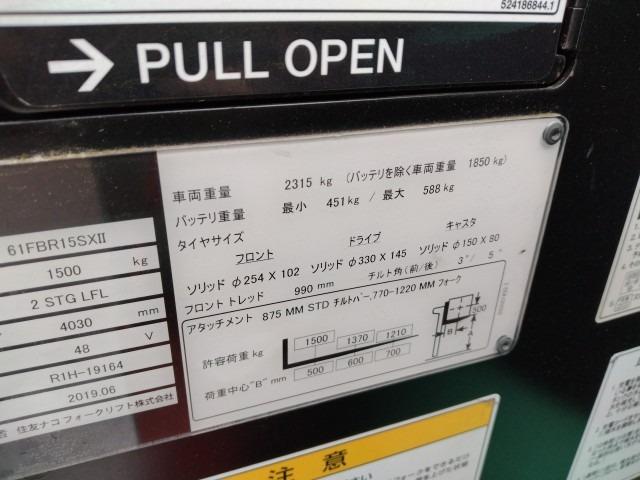 524186844.1
→ PULL OPEN
61FBR15SXII
1500 kg
2 STG LFL
4030 mm
48 V
R1H-19164
2019.06
住友ナコフォークリフト株式会社
車両重量 2315 kg (バッテリを除く車両重量 1850 kg)
バッテリ重量 最小 451kg / 最大 588kg
タイヤサイズ
フロント ドライブ キャスタ
ソリッド φ254 X 102 ソリッド φ330 X 145 ソリッド φ150 X 80
フロント トレッド 990 mm チルト角(前/後) 3° / 5°
アタッチメント 875 MM STD チルトバー,770-1220 MM フォーク
許容荷重 kg 1500 1370 1210
荷重中心"B" mm 500 600 700
500
B
A
注意